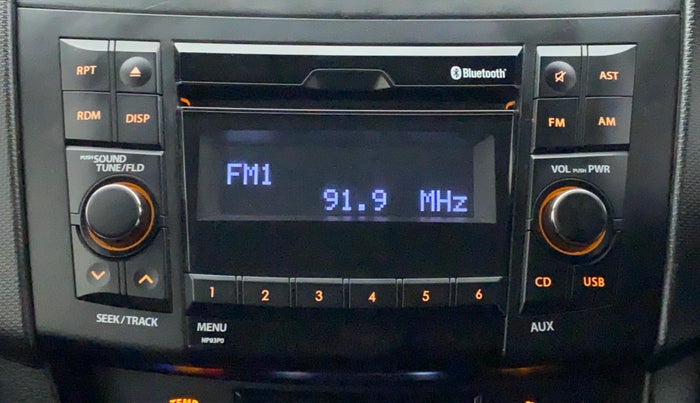 Bluetooth
RPT
AST
RDM DISP
FM AM
PUSH SOUND
TUNE/FLD
VOL PUSH PWR
FM1
91.9 MHz
1 2 3 4 5 6
CD USB
SEEK/TRACK
MENU
AUX
TEMP